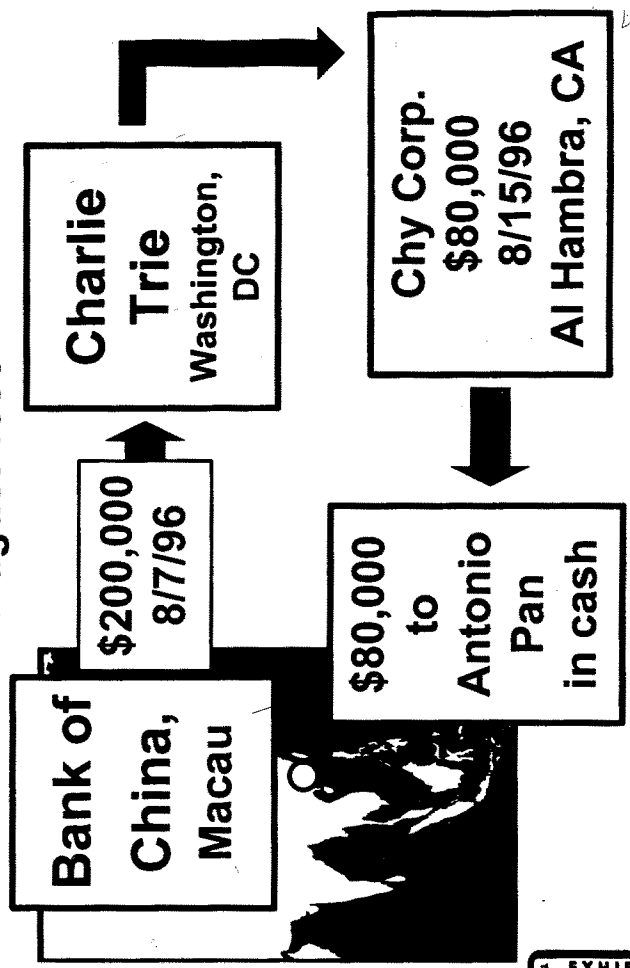 Bank of
China,
Macau
$200,000
8/7/96
Charlie
Trie
Washington,
DC
Chy Corp.
$80,000
8/15/96
Al Hambra, CA
$80,000
to
Antonio
Pan
in cash